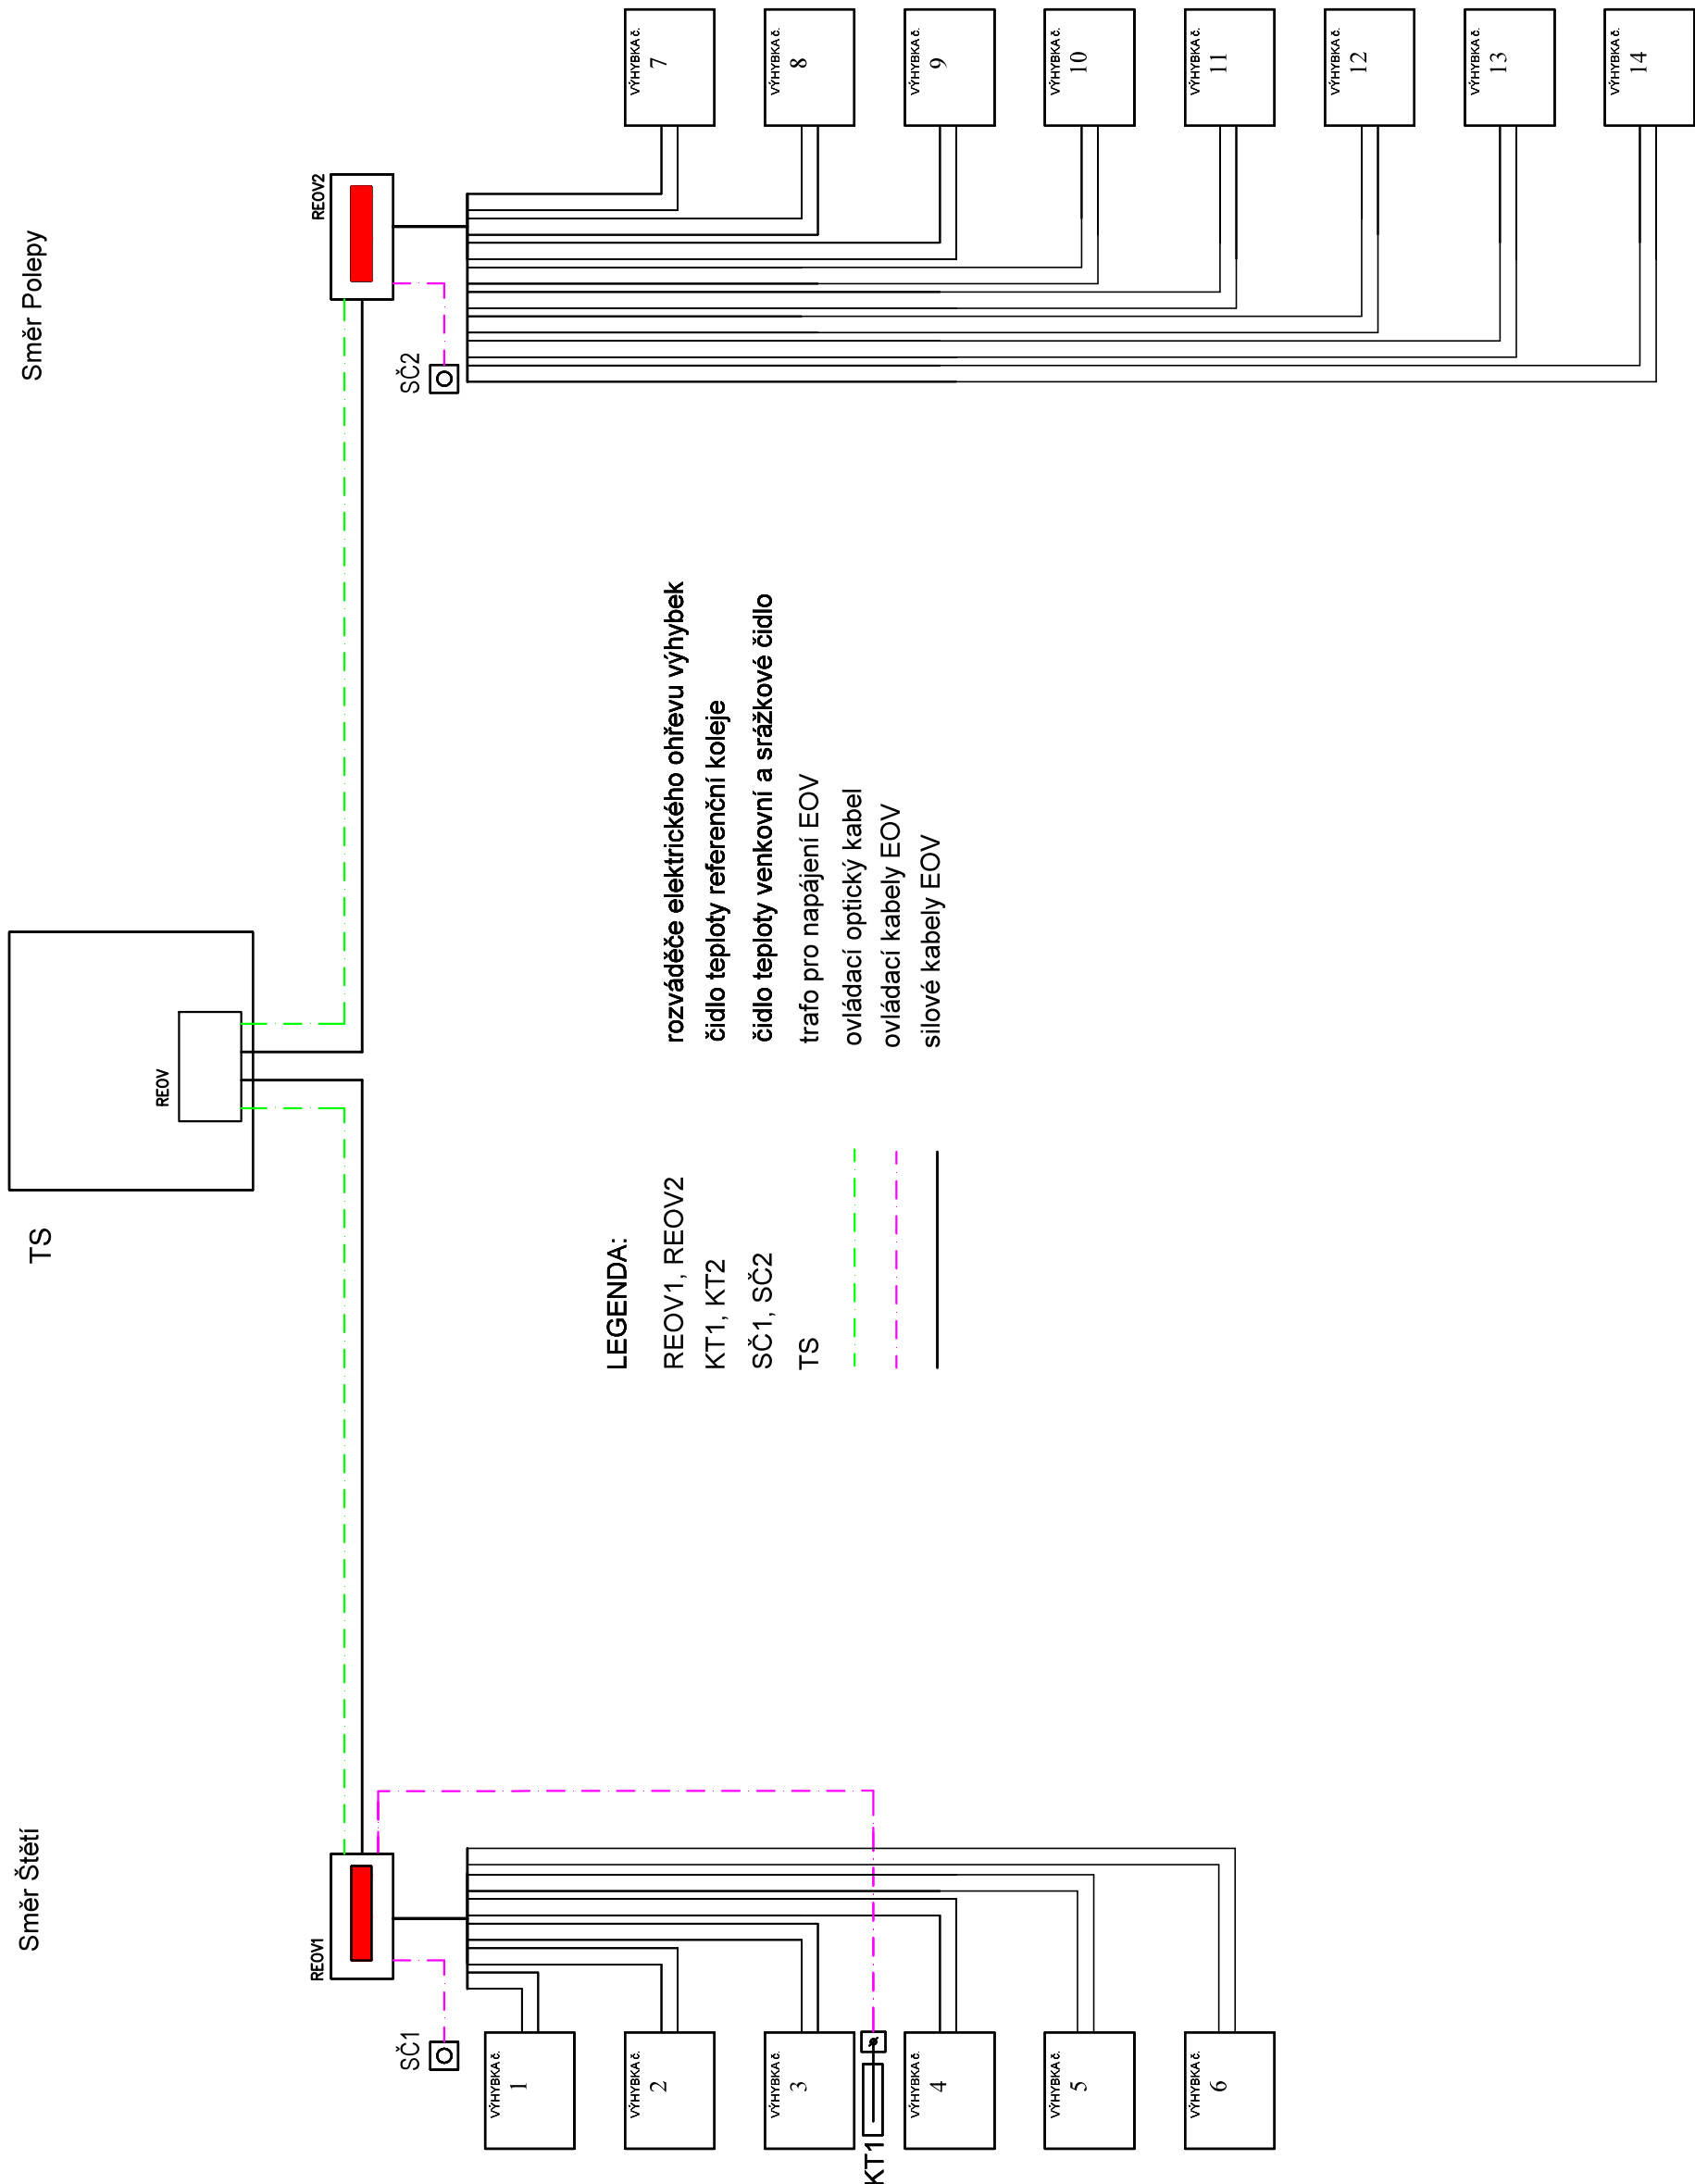 Směr Štětí
TS
Směr Polepy
REOV
REOV1
REOV2
SČ1
SČ2
VÝHYBKA č.
1
VÝHYBKA č.
2
VÝHYBKA č.
3
KT1
VÝHYBKA č.
4
VÝHYBKA č.
5
VÝHYBKA č.
6
VÝHYBKA č.
7
VÝHYBKA č.
8
VÝHYBKA č.
9
VÝHYBKA č.
10
VÝHYBKA č.
11
VÝHYBKA č.
12
VÝHYBKA č.
13
VÝHYBKA č.
14
LEGENDA:
REOV1, REOV2 rozváděče elektrického ohřevu výhybek
KT1, KT2 čidlo teploty referenční koleje
SČ1, SČ2 čidlo teploty venkovní a srážkové čidlo
TS trafo pro napájení EOV
ovládací optický kabel
ovládací kabely EOV
silové kabely EOV